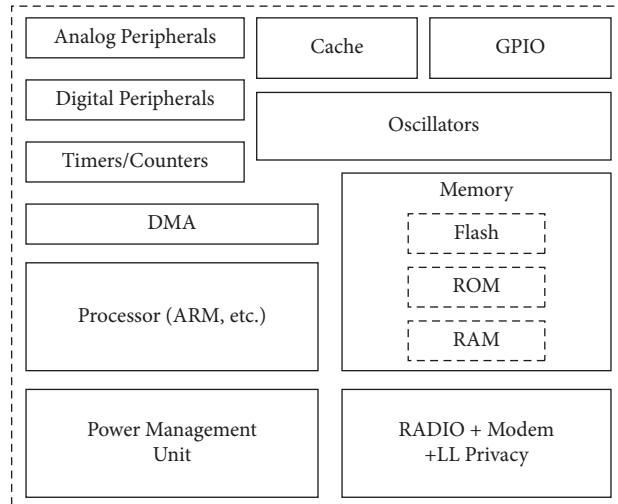 Analog Peripherals
Cache
GPIO
Digital Peripherals
Oscillators
Timers/Counters
Memory
DMA
Flash
ROM
Processor (ARM, etc.)
RAM
Power Management
Unit
RADIO + Modem
+LL Privacy